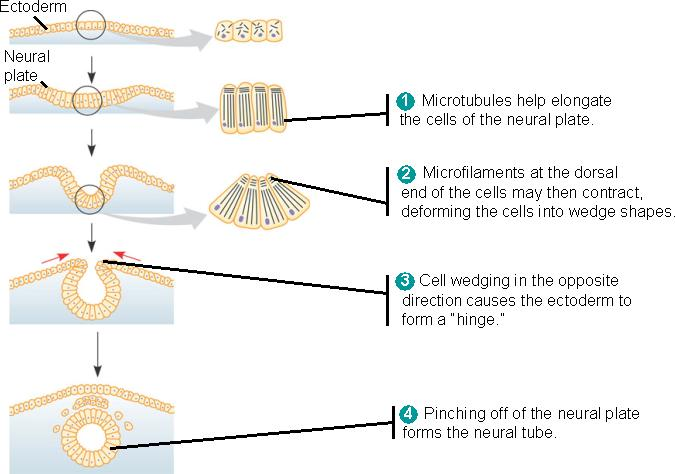 Ectoderm
Neural
plate
1 Microtubules help elongate
the cells of the neural plate.
2 Microfilaments at the dorsal
end of the cells may then contract,
deforming the cells into wedge shapes.
3 Cell wedging in the opposite
direction causes the ectoderm to
form a “hinge.”
4 Pinching off of the neural plate
forms the neural tube.